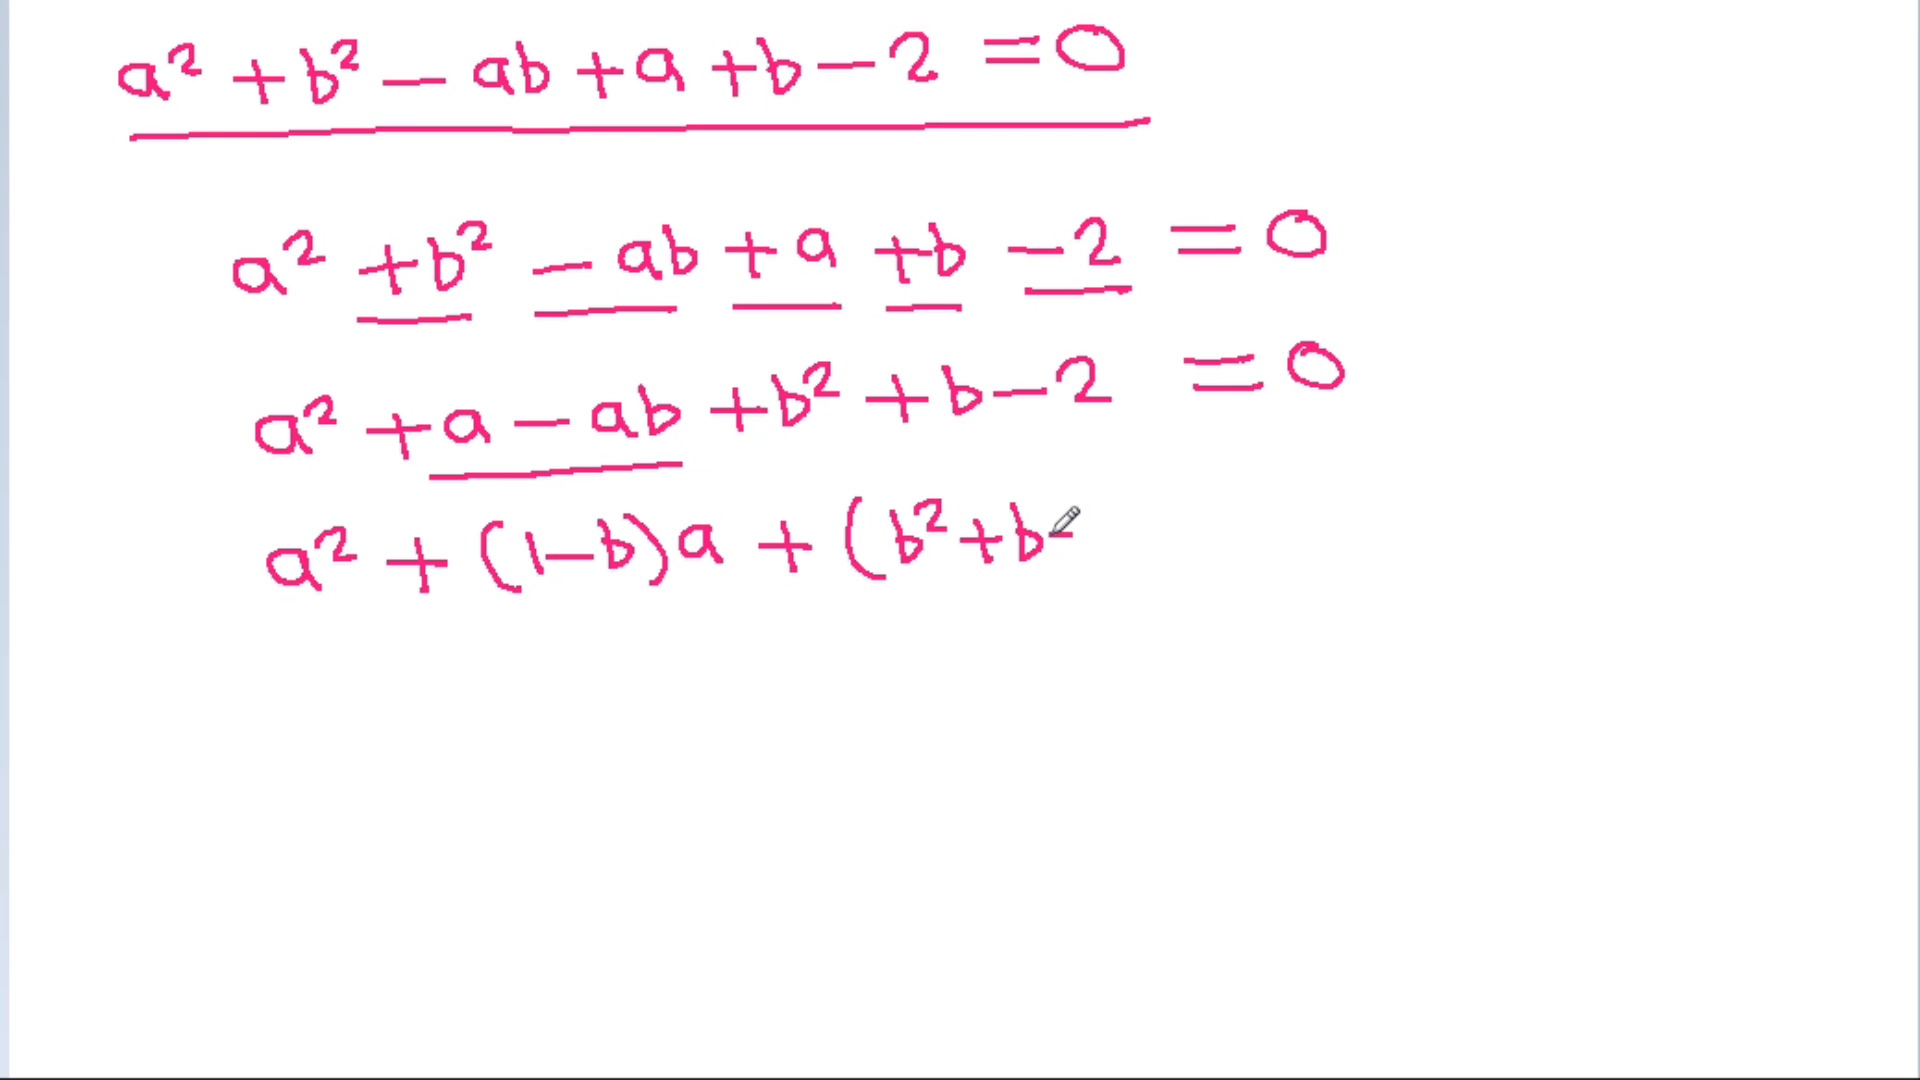 a² + b² - ab + a + b - 2 = 0
a² + b² - ab + a + b - 2 = 0
a² + a - ab + b² + b - 2 = 0
a² + (1-b)a + (b² + b -